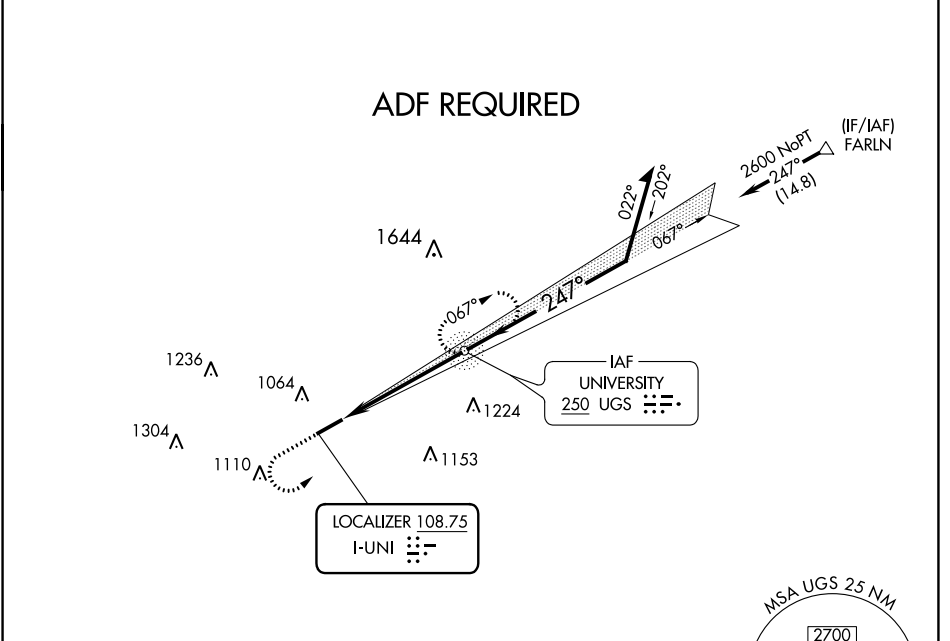 ADF REQUIRED
(IF/IAF)
FARLN
2600 NoPT
247°
(14.8)
022°
202°
067°
1644
247°
067°
IAF
UNIVERSITY
250 UGS
1236
1064
1224
1304
1110
1153
LOCALIZER 108.75
I-UNI
MSA UGS 25 NM
2700